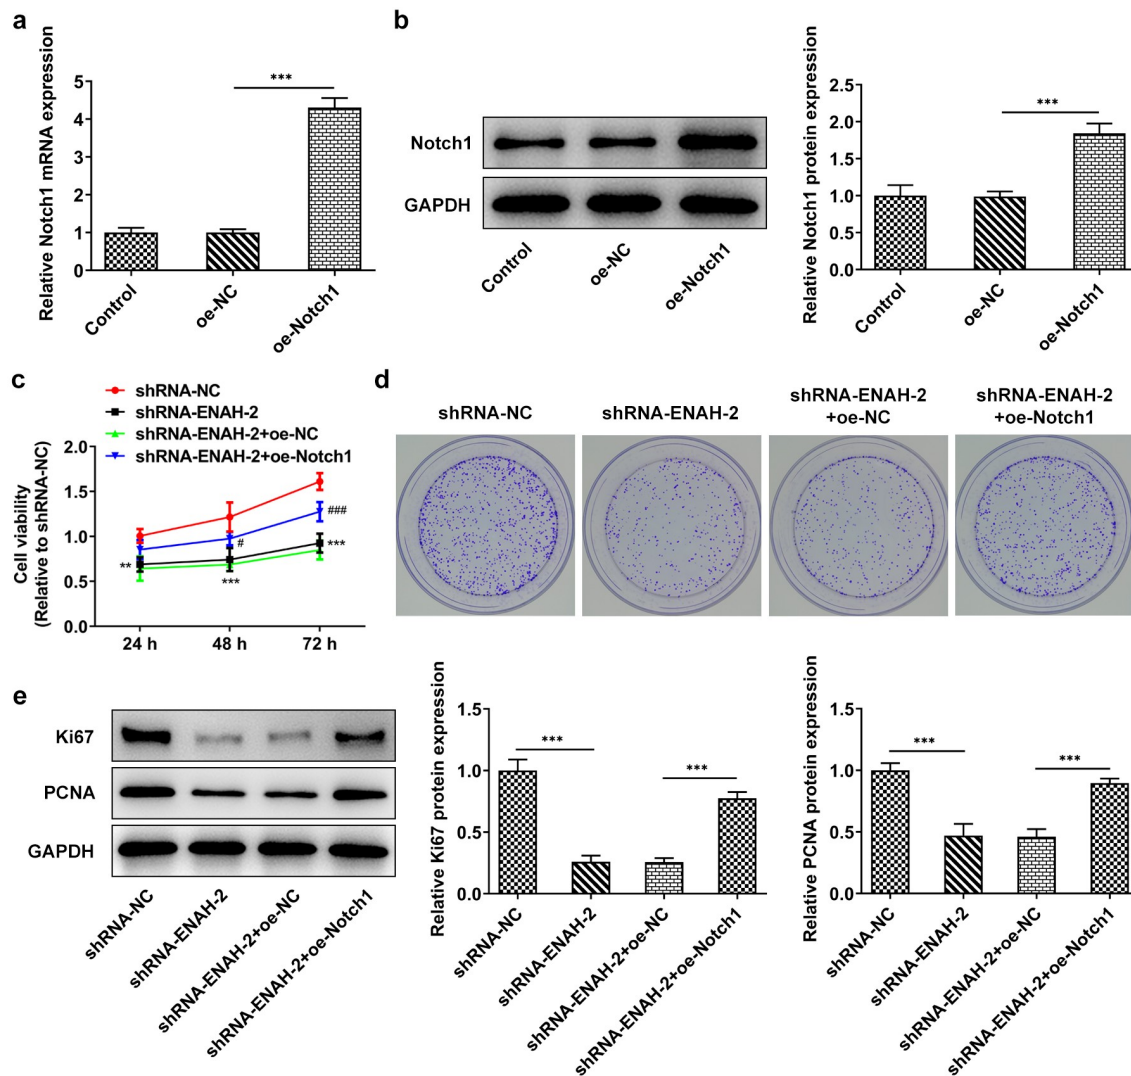 a
Relative Notch1 mRNA expression
5
4
3
2
1
0
***
Control
oe-NC
oe-Notch1
b
Notch1
GAPDH
Control
oe-NC
oe-Notch1
Relative Notch1 protein expression
2.5
2.0
1.5
1.0
0.5
0.0
***
Control
oe-NC
oe-Notch1
c
shRNA-NC
shRNA-ENAH-2
shRNA-ENAH-2+oe-NC
shRNA-ENAH-2+oe-Notch1
Cell viability
(Relative to shRNA-NC)
2.0
1.5
1.0
0.5
0.0
**
#
***
###
***
24 h
48 h
72 h
d
shRNA-NC
shRNA-ENAH-2
shRNA-ENAH-2
+oe-NC
shRNA-ENAH-2
+oe-Notch1
e
Ki67
PCNA
GAPDH
shRNA-NC
shRNA-ENAH-2
shRNA-ENAH-2+oe-NC
shRNA-ENAH-2+oe-Notch1
Relative Ki67 protein expression
1.5
1.0
0.5
0.0
***
***
shRNA-NC
shRNA-ENAH-2
shRNA-ENAH-2+oe-NC
shRNA-ENAH-2+oe-Notch1
Relative PCNA protein expression
1.5
1.0
0.5
0.0
***
***
shRNA-NC
shRNA-ENAH-2
shRNA-ENAH-2+oe-NC
shRNA-ENAH-2+oe-Notch1